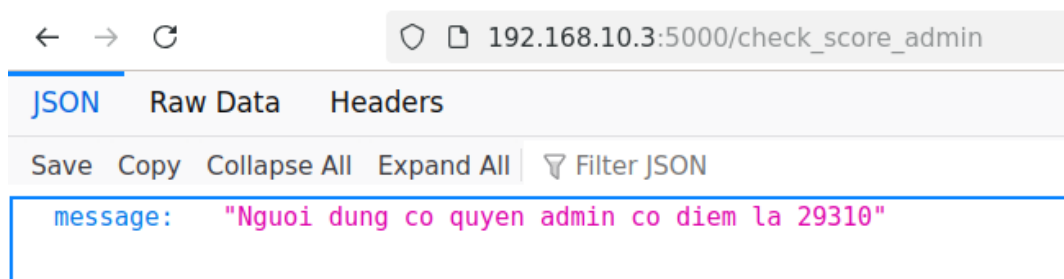 192.168.10.3:5000/check_score_admin
JSON Raw Data Headers
Save Copy Collapse All Expand All Filter JSON
message: "Nguoi dung co quyen admin co diem la 29310"